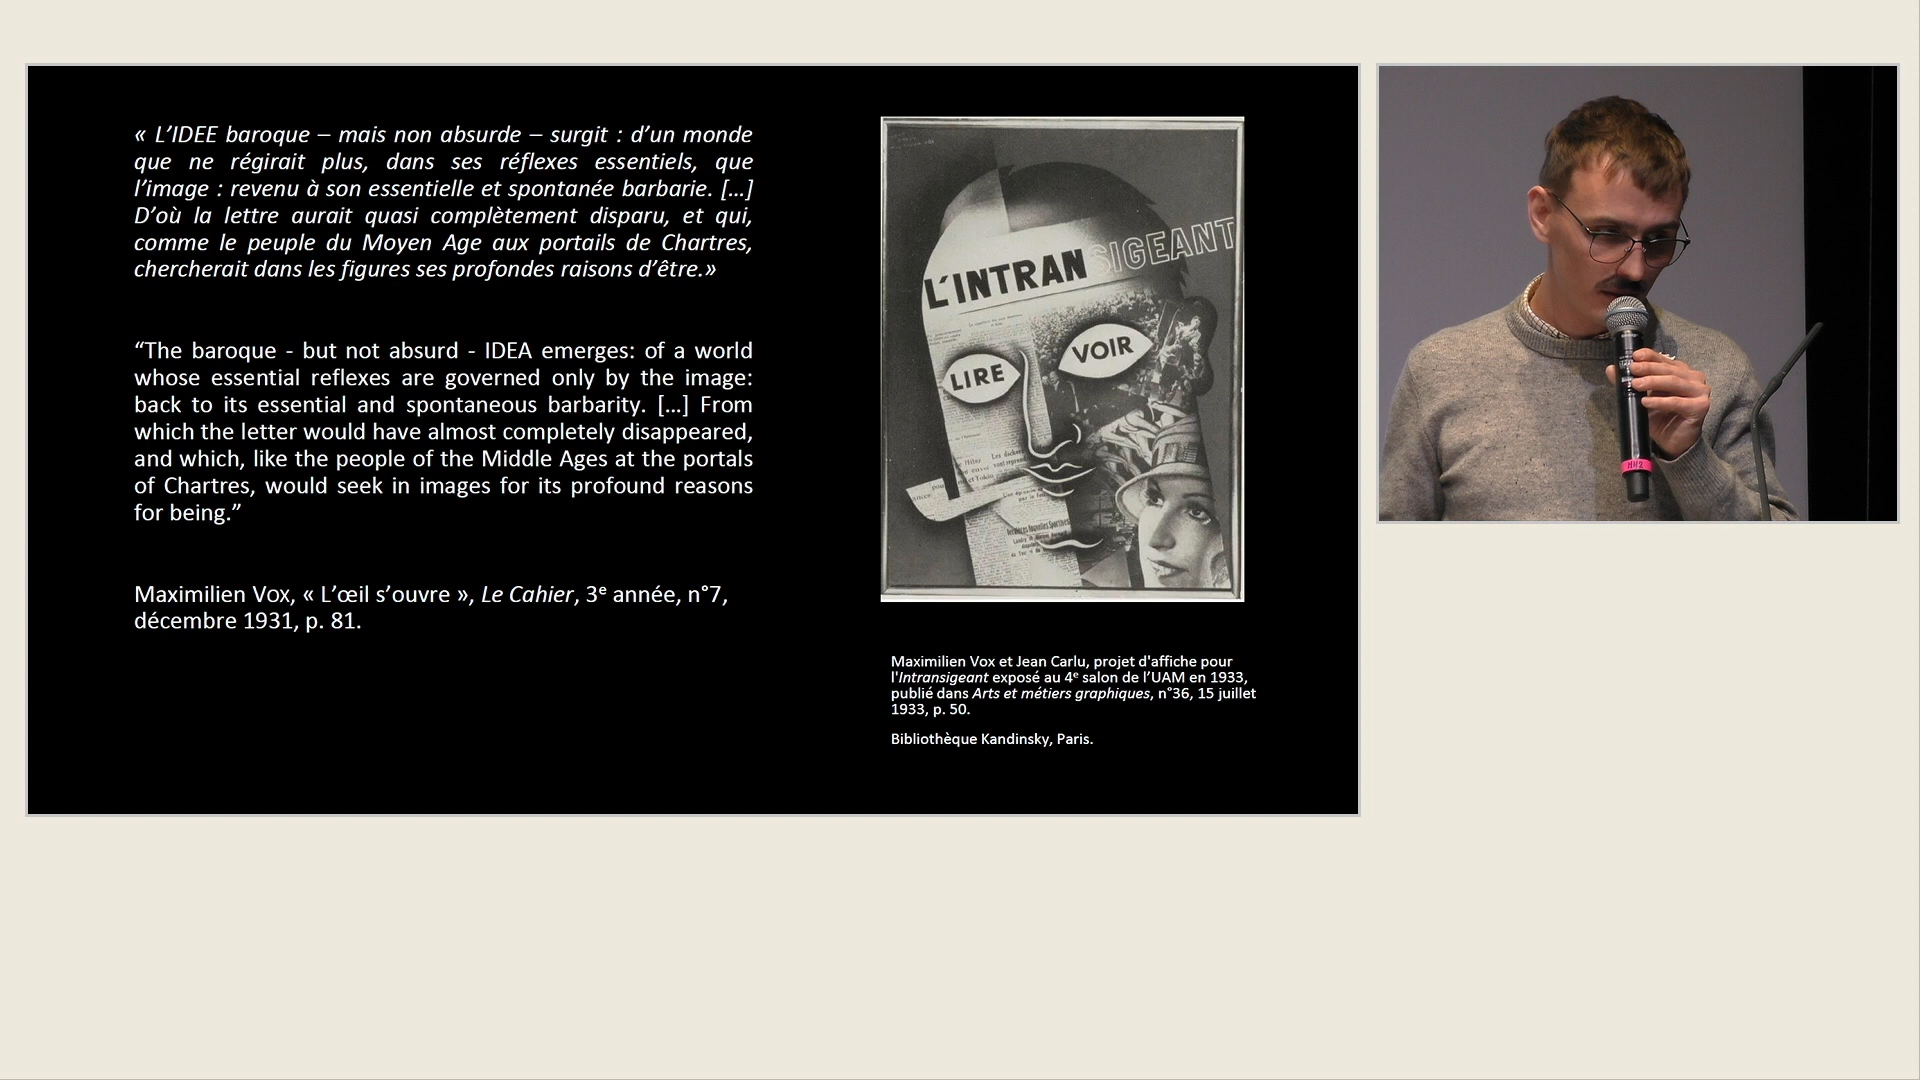 « L’IDEE baroque – mais non absurde – surgit : d’un monde
que ne régirait plus, dans ses réflexes essentiels, que
l’image : revenu à son essentielle et spontanée barbarie. […]
D’où la lettre aurait quasi complètement disparu, et qui,
comme le peuple du Moyen Age aux portails de Chartres,
chercherait dans les figures ses profondes raisons d’être.»
“The baroque - but not absurd - IDEA emerges: of a world
whose essential reflexes are governed only by the image:
back to its essential and spontaneous barbarity. […] From
which the letter would have almost completely disappeared,
and which, like the people of the Middle Ages at the portals
of Chartres, would seek in images for its profound reasons
for being.”
Maximilien Vox, « L’œil s’ouvre », Le Cahier, 3e année, n°7,
décembre 1931, p. 81.
L'INTRANSIGEANT
LIRE
VOIR
Maximilien Vox et Jean Carlu, projet d'affiche pour
l'Intransigeant exposé au 4e salon de l’UAM en 1933,
publié dans Arts et métiers graphiques, n°36, 15 juillet
1933, p. 50.
Bibliothèque Kandinsky, Paris.
HH2